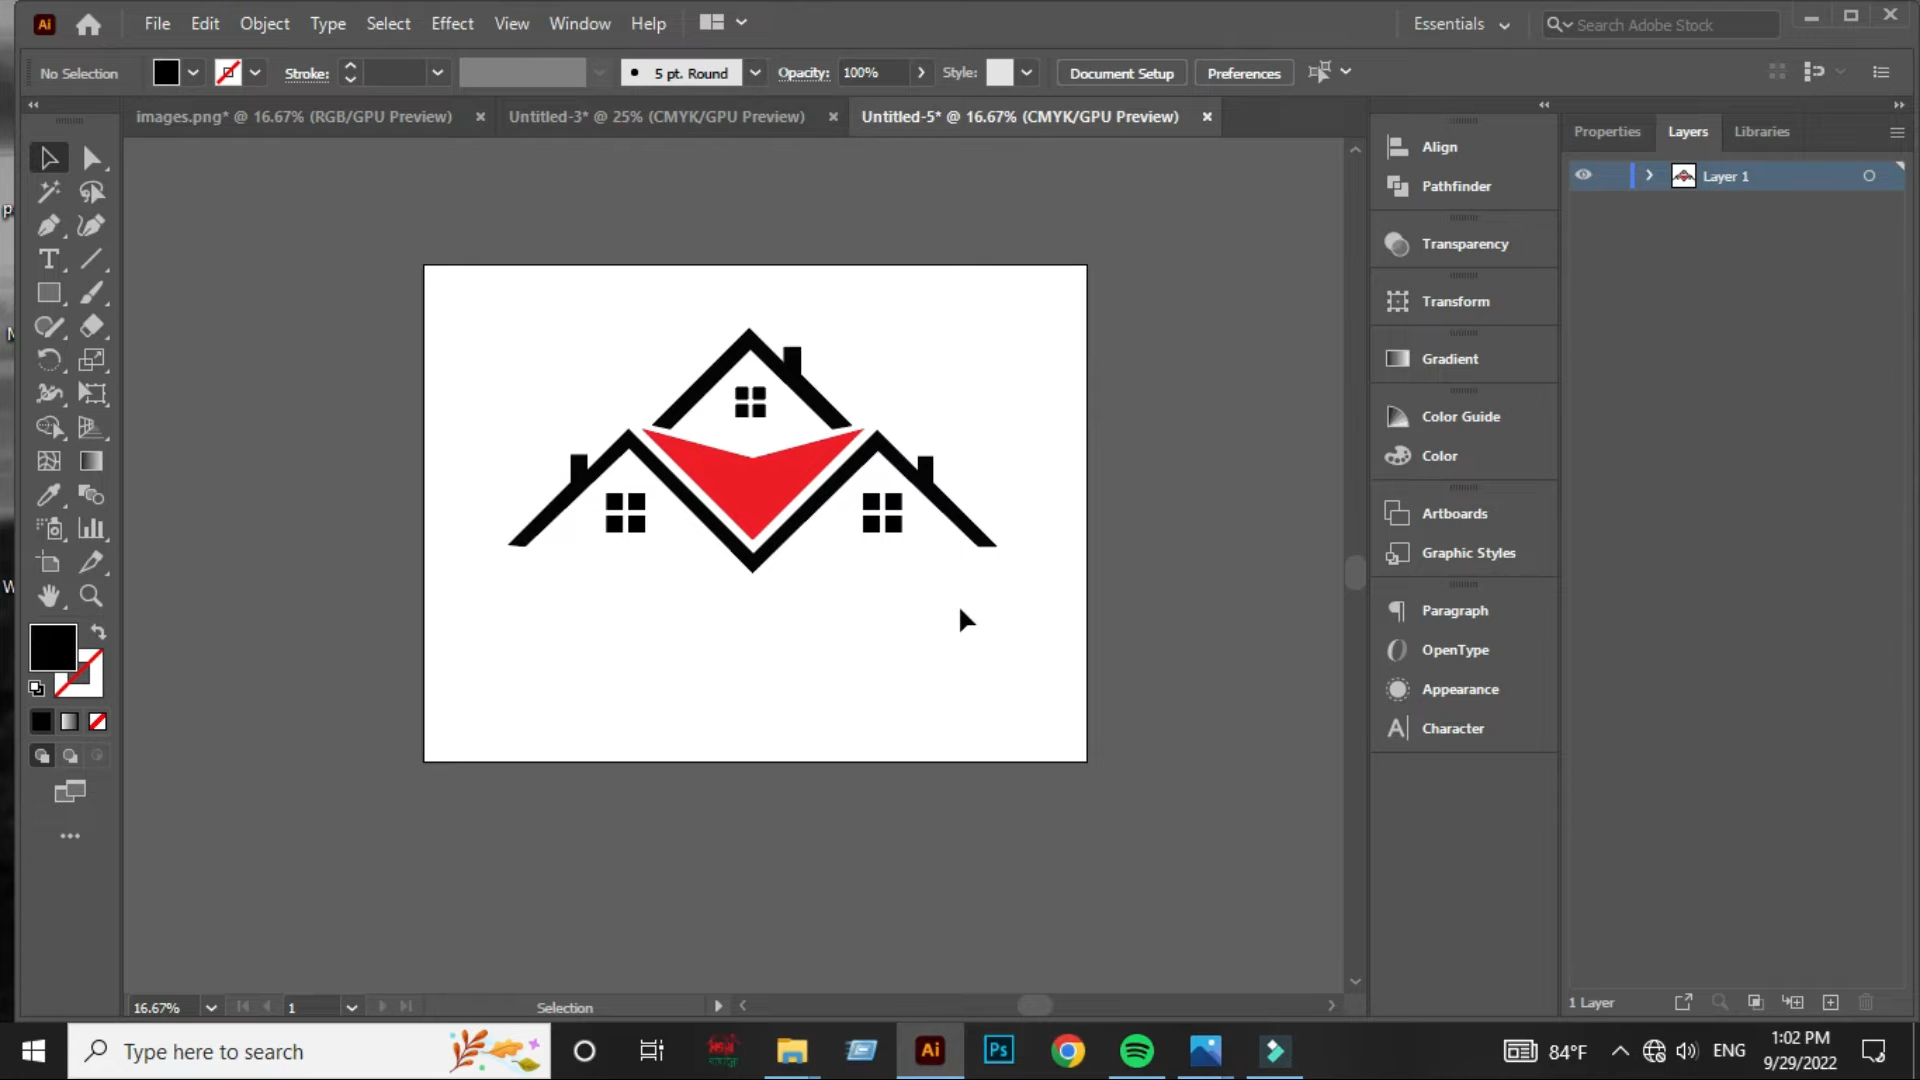 Ai File Edit Object Type Select Effect View Window Help Essentials Search Adobe Stock
No Selection Stroke: 5 pt. Round Opacity: 100% Style: Document Setup Preferences
images.png* @ 16.67% (RGB/GPU Preview) Untitled-3* @ 25% (CMYK/GPU Preview) Untitled-5* @ 16.67% (CMYK/GPU Preview)
Properties Layers Libraries
Layer 1
Align
Pathfinder
Transparency
Transform
Gradient
Color Guide
Color
Artboards
Graphic Styles
Paragraph
OpenType
Appearance
Character
16.67% 1 Selection
1 Layer
Type here to search
Ai Ps
84°F ENG
1:02 PM
9/29/2022